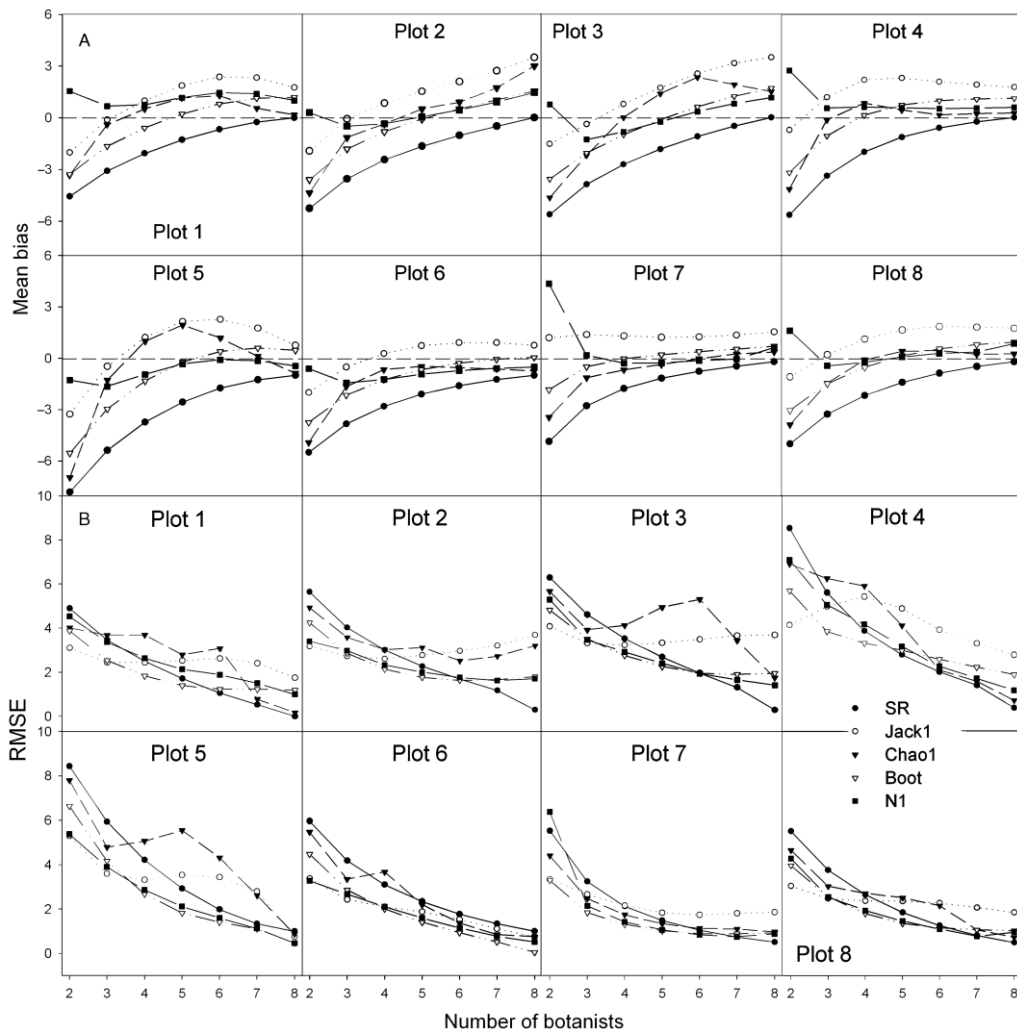 A
Plot 1
Plot 2
Plot 3
Plot 4
Plot 5
Plot 6
Plot 7
Plot 8
Mean bias
6
3
0
−3
−6
6
3
0
−3
−6
B
Plot 1
Plot 2
Plot 3
Plot 4
Plot 5
Plot 6
Plot 7
Plot 8
RMSE
10
8
6
4
2
0
10
8
6
4
2
0
SR
Jack1
Chao1
Boot
N1
2 3 4 5 6 7 8 2 3 4 5 6 7 8 2 3 4 5 6 7 8 2 3 4 5 6 7 8
Number of botanists